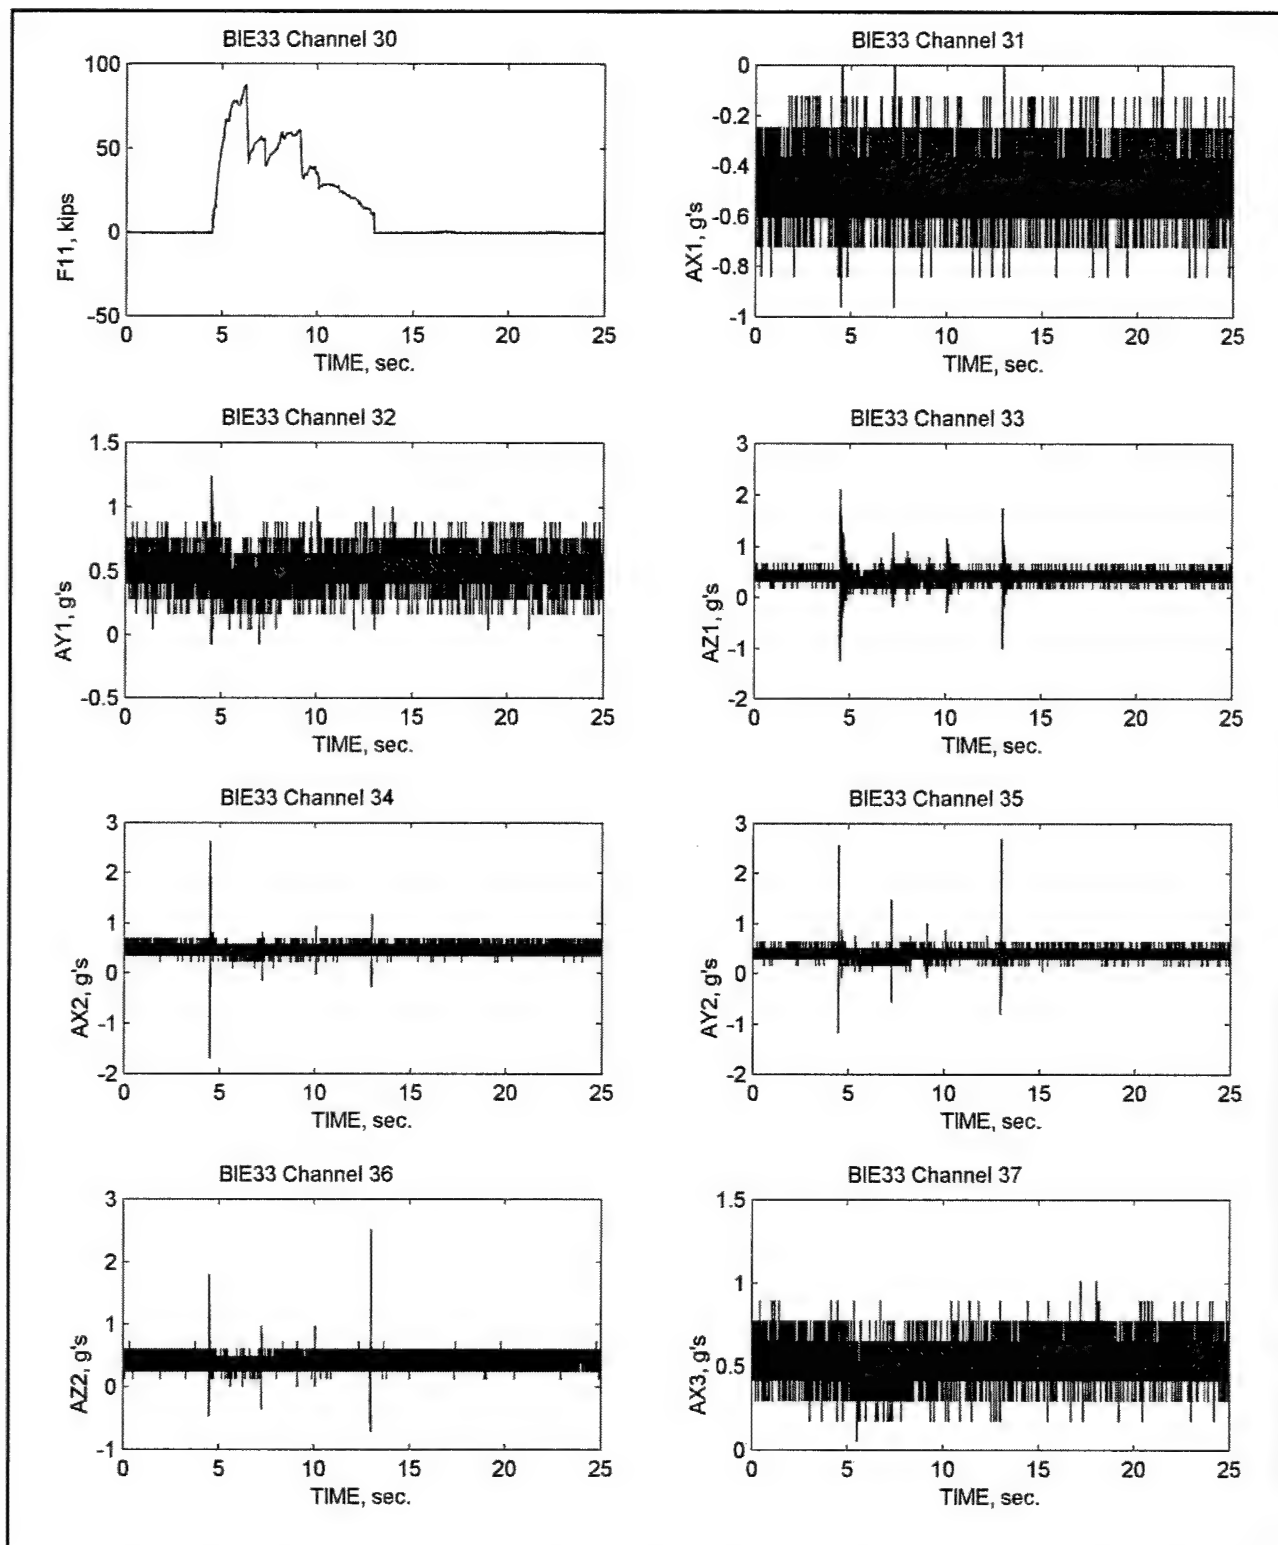 BIE33 Channel 30
100
50
0
-50
F11, kips
0 5 10 15 20 25
TIME, sec.
BIE33 Channel 31
0
-0.2
-0.4
-0.6
-0.8
-1
AX1, g's
0 5 10 15 20 25
TIME, sec.
BIE33 Channel 32
1.5
1
0.5
0
-0.5
AY1, g's
0 5 10 15 20 25
TIME, sec.
BIE33 Channel 33
3
2
1
0
-1
-2
AZ1, g's
0 5 10 15 20 25
TIME, sec.
BIE33 Channel 34
3
2
1
0
-1
-2
AX2, g's
0 5 10 15 20 25
TIME, sec.
BIE33 Channel 35
3
2
1
0
-1
-2
AY2, g's
0 5 10 15 20 25
TIME, sec.
BIE33 Channel 36
3
2
1
0
-1
AZ2, g's
0 5 10 15 20 25
TIME, sec.
BIE33 Channel 37
1.5
1
0.5
0
AX3, g's
0 5 10 15 20 25
TIME, sec.